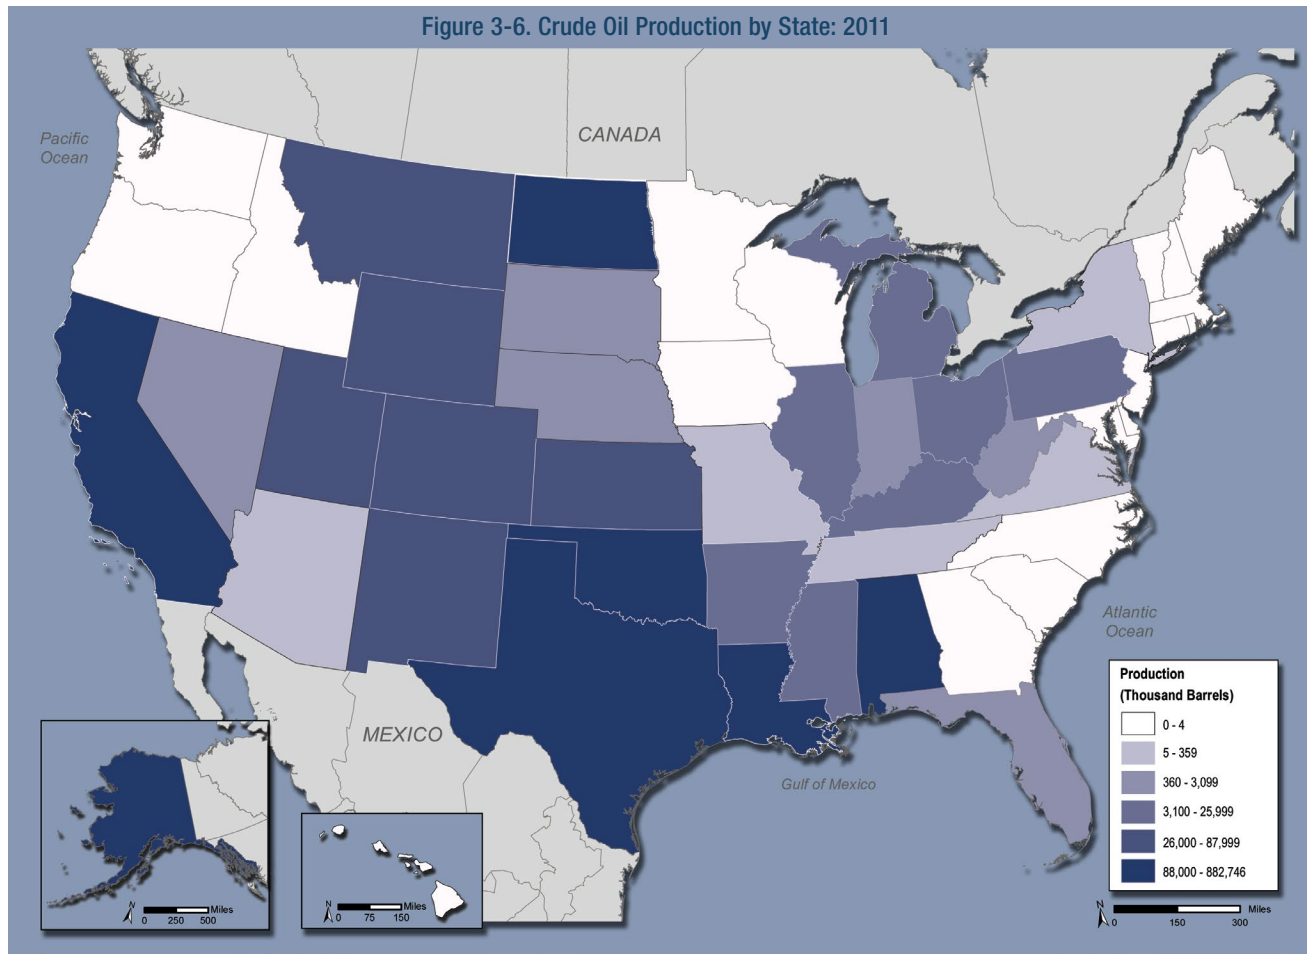 Figure 3-6. Crude Oil Production by State: 2011
Pacific
Ocean
CANADA
Atlantic
Ocean
MEXICO
Gulf of Mexico
Production
(Thousand Barrels)
0 - 4
5 - 359
360 - 3,099
3,100 - 25,999
26,000 - 87,999
88,000 - 882,746
N
Miles
0 250 500
N
Miles
0 75 150
N
Miles
0 150 300